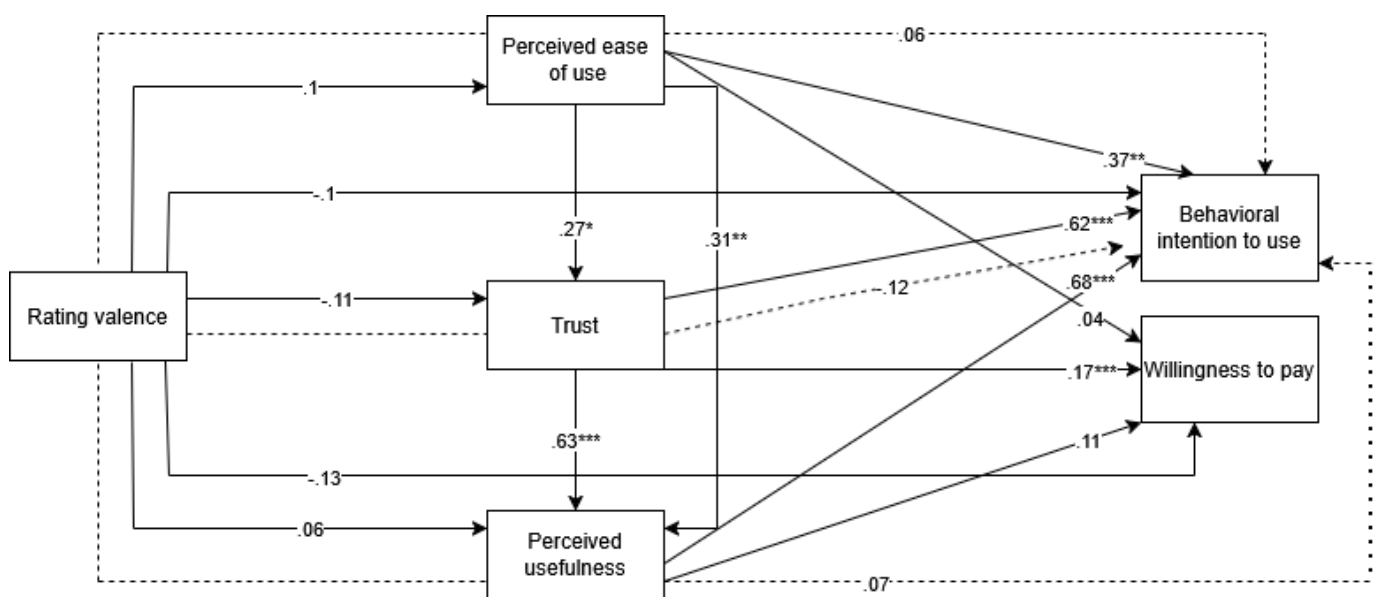 Perceived ease
of use
.06
.1
.37**
-.1
Behavioral
intention to use
.27*
.31**
.62***
-.12
.68***
Rating valence
-.11
Trust
.04
Willingness to pay
.17***
.63***
.11
-.13
.06
Perceived
usefulness
.07